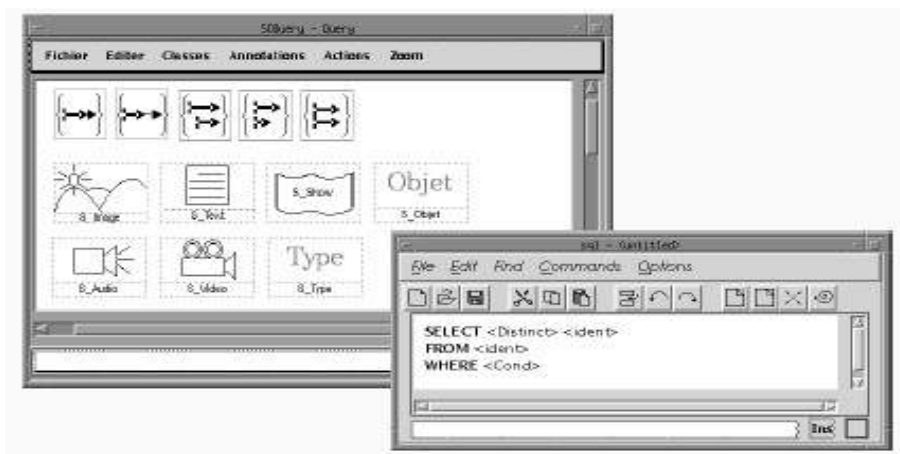 SOQuery - Query
Fichier Editer Classes Annotations Actions Zoom
S_Image S_Text S_Show Objet S_Objet
S_Audio S_Video Type S_Type
sql - (untitled)
File Edit Find Commands Options
SELECT <Distinct> <ident>
FROM <ident>
WHERE <Cond>
Ins